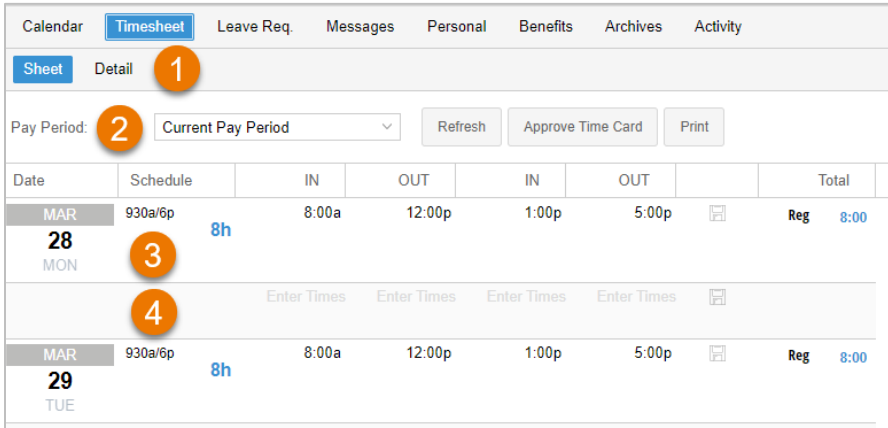 Calendar Timesheet Leave Req. Messages Personal Benefits Archives Activity
Sheet Detail 1
Pay Period: 2 Current Pay Period Refresh Approve Time Card Print
Date Schedule IN OUT IN OUT Total
MAR 930a/6p 8:00a 12:00p 1:00p 5:00p Reg 8:00
28 8h
MON 3
4 Enter Times Enter Times Enter Times Enter Times
MAR 930a/6p 8:00a 12:00p 1:00p 5:00p Reg 8:00
29 8h
TUE